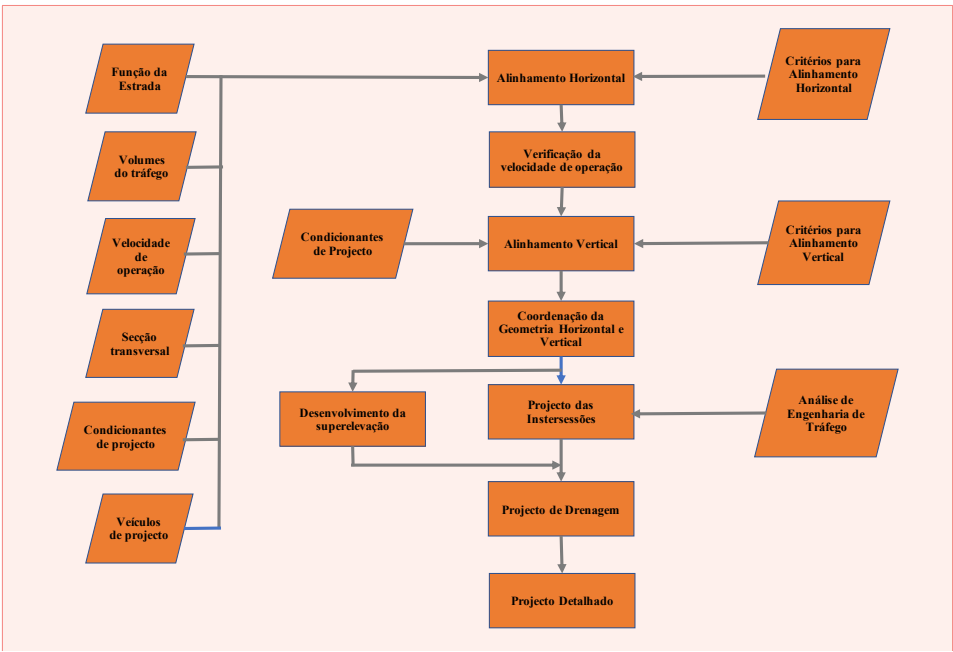 Função da
Estrada
Alinhamento Horizontal
Critérios para
Alinhamento
Horizontal
Volumes
do tráfego
Verificação da
velocidade de operação
Velocidade
de
operação
Condicionantes
de Projecto
Alinhamento Vertical
Critérios para
Alinhamento
Vertical
Secção
transversal
Coordenação da
Geometria Horizontal e
Vertical
Condicionantes
de projecto
Desenvolvimento da
superelevação
Projecto das
Instersessões
Análise de
Engenharia de
Tráfego
Veículos
de projecto
Projecto de Drenagem
Projecto Detalhado